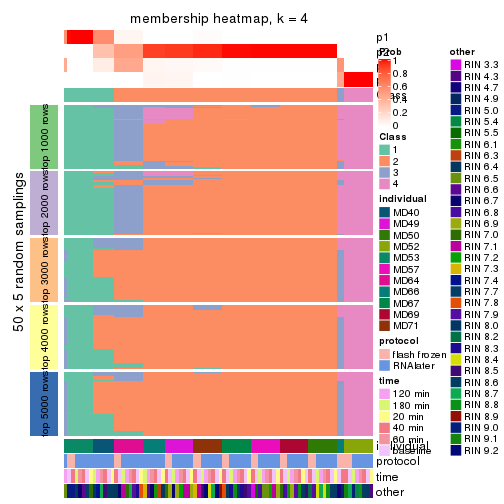 membership heatmap, k = 4
50 x 5 random samplings
top 1000 rows
top 2000 rows
top 3000 rows
top 4000 rows
top 5000 rows
p1
p2
individual
protocol
time
other
Prob
1
0.8
0.6
0.4
0.2
0
Class
1
2
3
4
individual
MD40
MD49
MD50
MD52
MD53
MD57
MD64
MD66
MD67
MD69
MD71
protocol
flash frozen
RNAlater
time
120 min
180 min
20 min
40 min
60 min
baseline
other
RIN 3.3
RIN 4.3
RIN 4.7
RIN 4.9
RIN 5.0
RIN 5.4
RIN 5.5
RIN 6.1
RIN 6.3
RIN 6.4
RIN 6.5
RIN 6.6
RIN 6.7
RIN 6.8
RIN 6.9
RIN 7.0
RIN 7.1
RIN 7.2
RIN 7.3
RIN 7.4
RIN 7.7
RIN 7.8
RIN 7.9
RIN 8.0
RIN 8.2
RIN 8.3
RIN 8.4
RIN 8.5
RIN 8.6
RIN 8.7
RIN 8.8
RIN 8.9
RIN 9.0
RIN 9.1
RIN 9.2